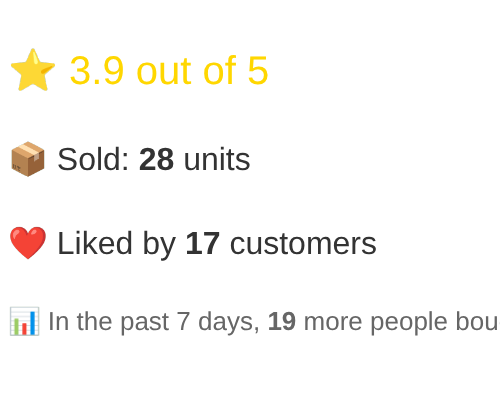 ⭐ 3.9 out of 5
📦 Sold: 28 units
❤️ Liked by 17 customers
📊 In the past 7 days, 19 more people bou